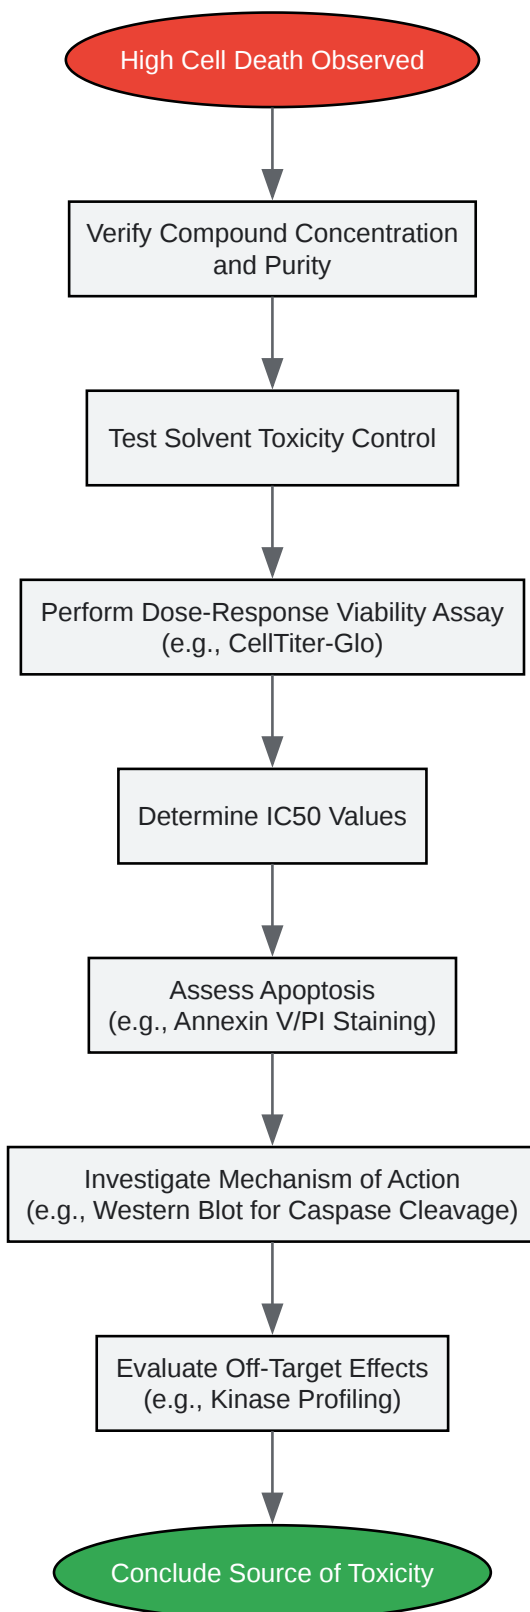 High Cell Death Observed
Verify Compound Concentration
and Purity
Test Solvent Toxicity Control
Perform Dose-Response Viability Assay
(e.g., CellTiter-Glo)
Determine IC50 Values
Assess Apoptosis
(e.g., Annexin V/PI Staining)
Investigate Mechanism of Action
(e.g., Western Blot for Caspase Cleavage)
Evaluate Off-Target Effects
(e.g., Kinase Profiling)
Conclude Source of Toxicity